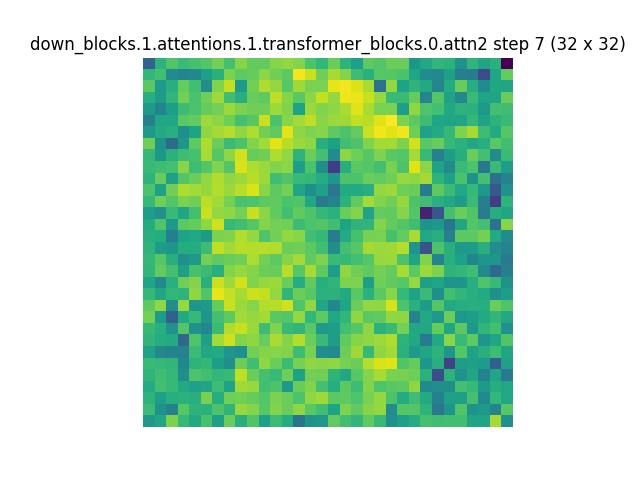 down_blocks.1.attentions.1.transformer_blocks.0.attn2 step 7 (32 x 32)